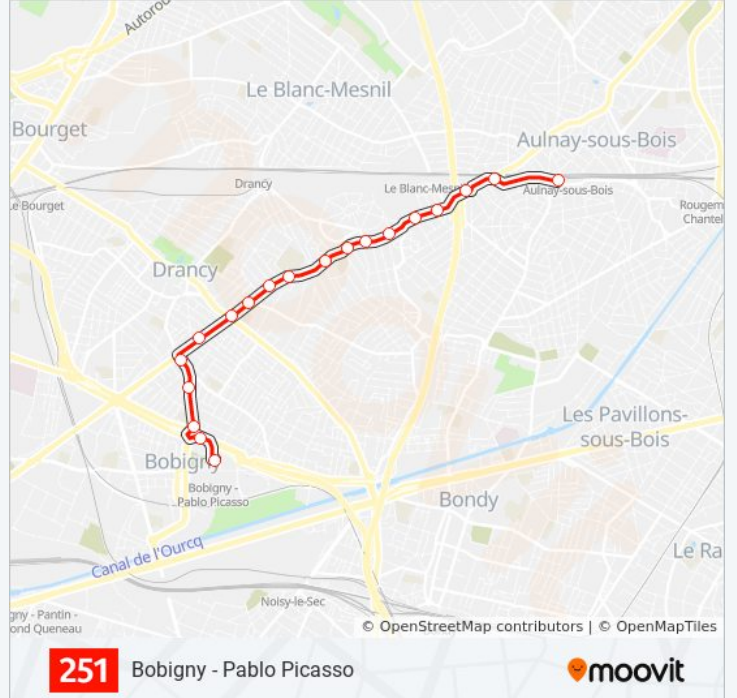 Autorou
Le Blanc-Mesnil
Bourget
Aulnay-sous-Bois
Drancy
Le Blanc-Mesn
Aulnay-sous-Bois
Le Bourget
Rougem
Chantel
Drancy
Les Pavillons-
sous-Bois
Bobigny
Bobigny -
Pablo Picasso
Bondy
Canal de l'Ourcq
Le Ra
Noisy-le-Sec
gny - Pantin -
ond Queneau
© OpenStreetMap contributors | © OpenMapTiles
251 Bobigny - Pablo Picasso moovit